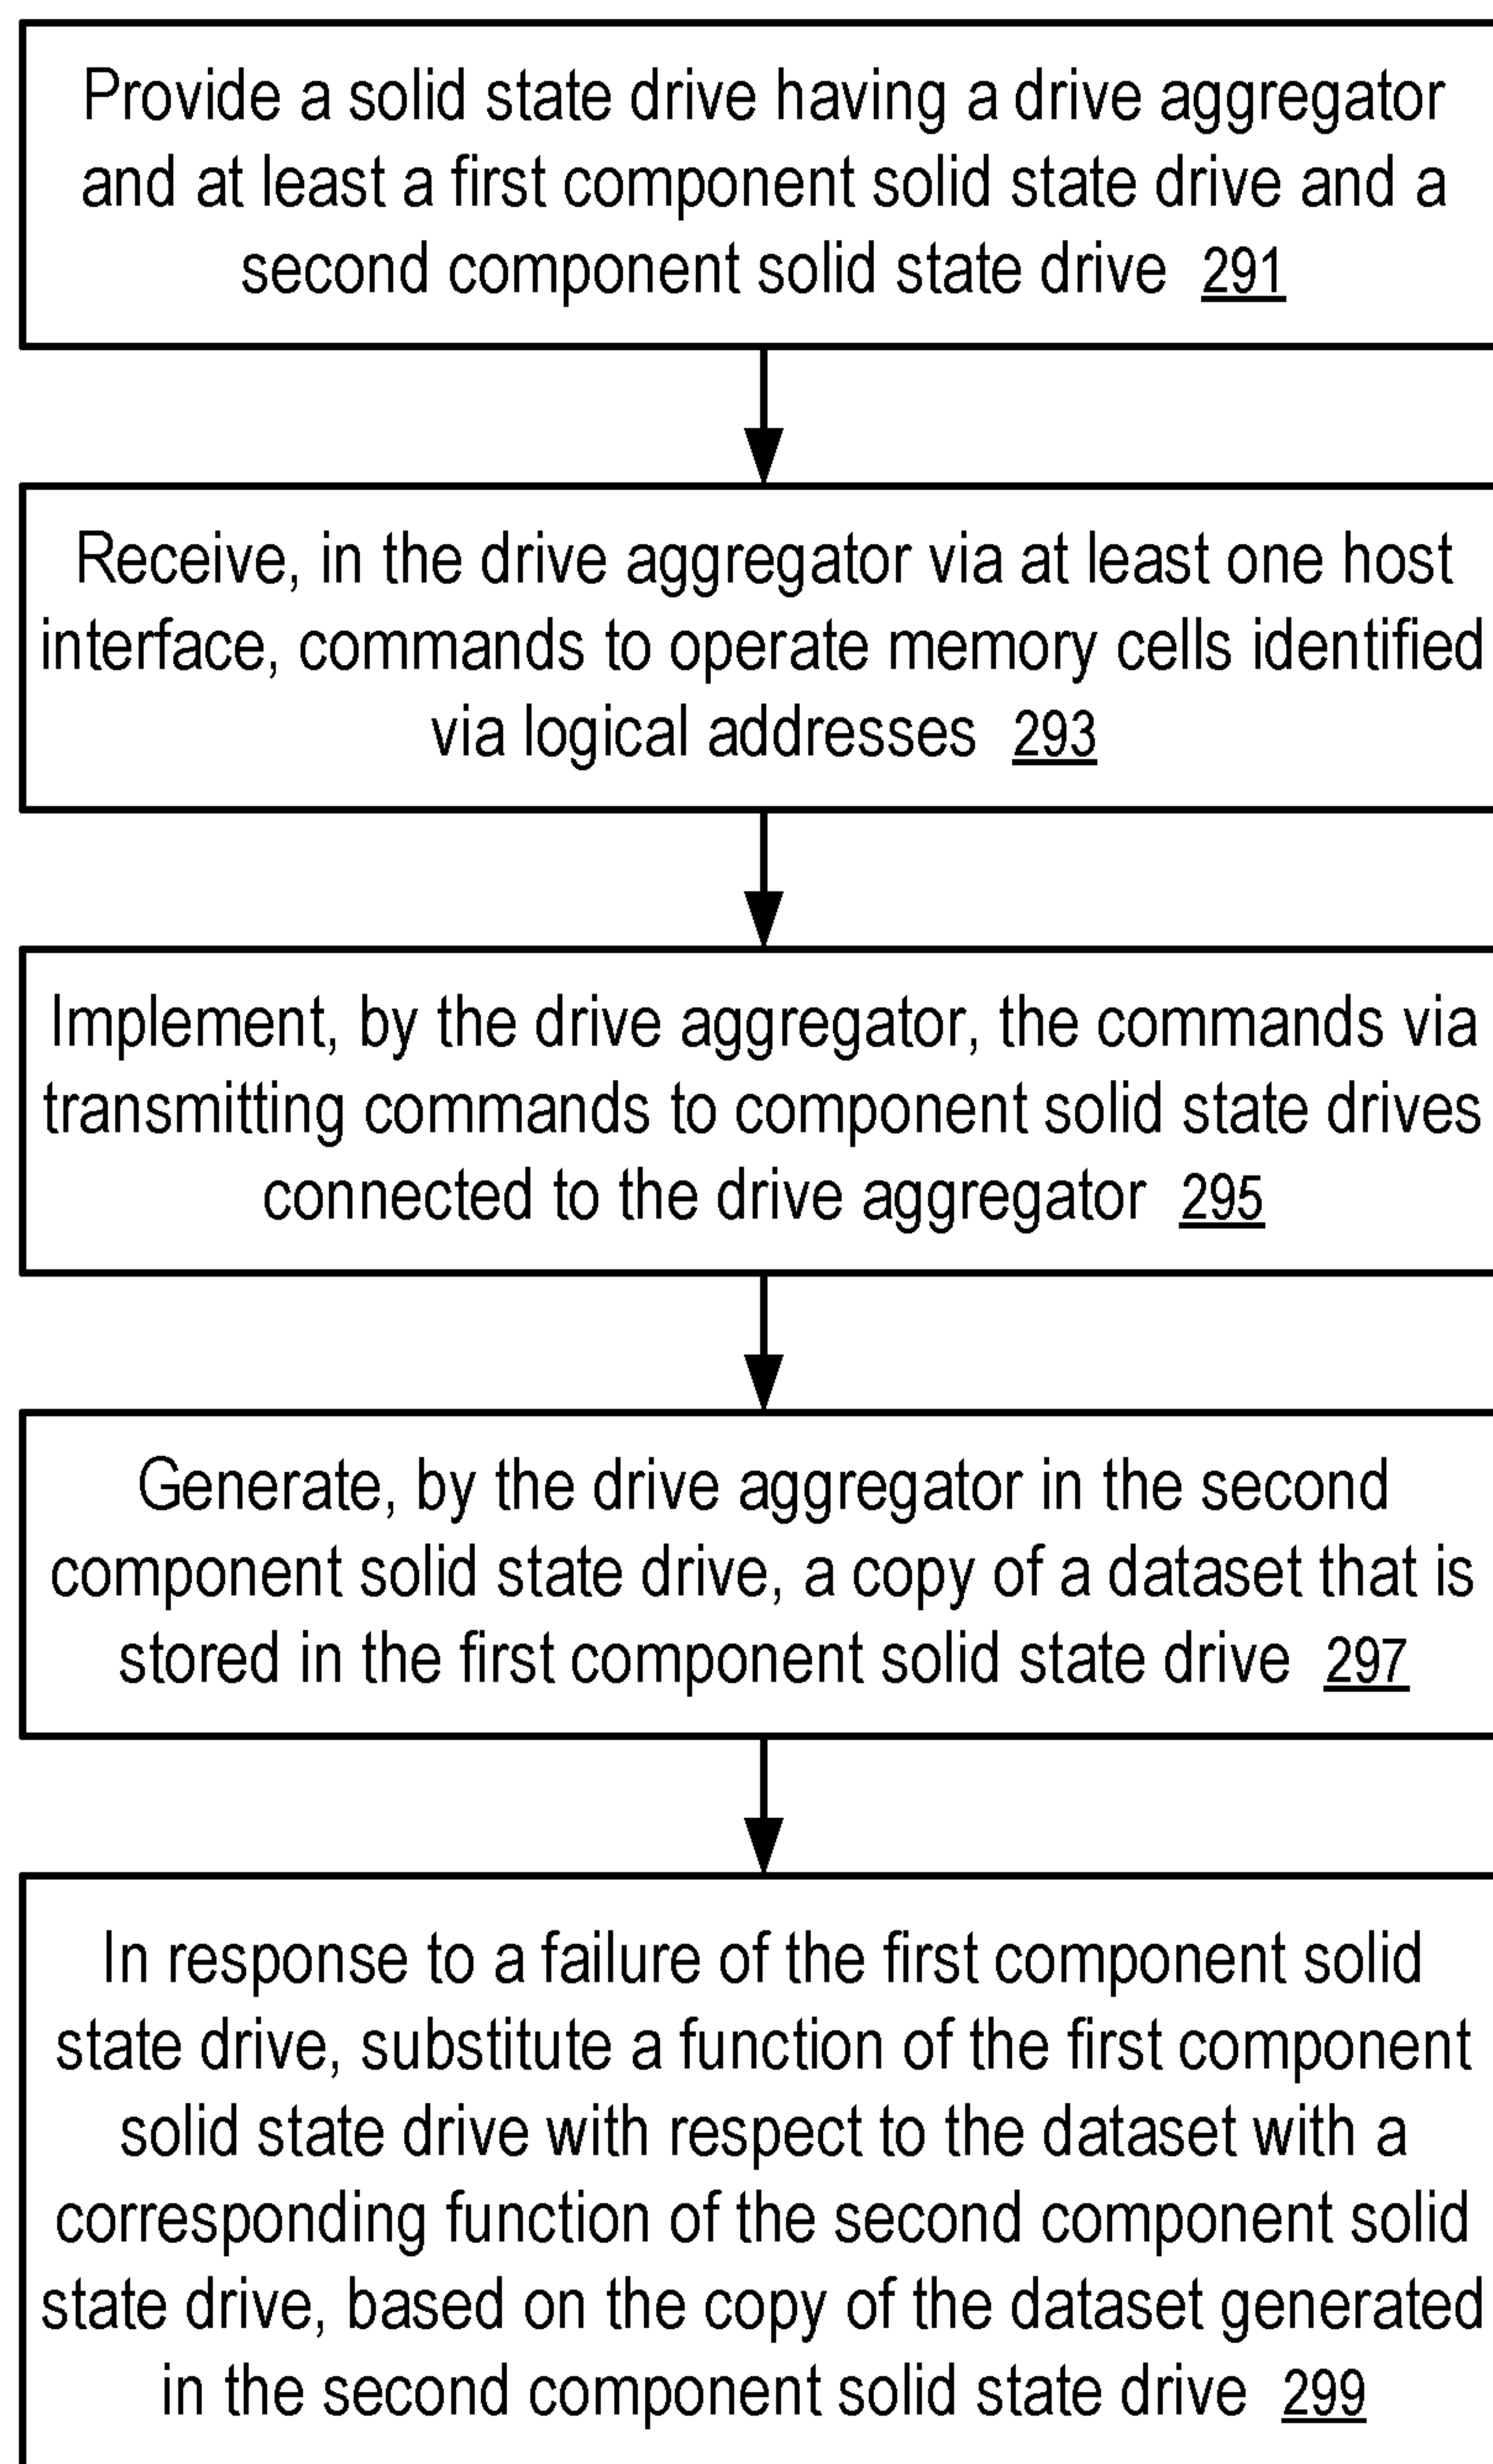 Provide a solid state drive having a drive aggregator
and at least a first component solid state drive and a
second component solid state drive 291
Receive, in the drive aggregator via at least one host
interface, commands to operate memory cells identified
via logical addresses 293
Implement, by the drive aggregator, the commands via
transmitting commands to component solid state drives
connected to the drive aggregator 295
Generate, by the drive aggregator in the second
component solid state drive, a copy of a dataset that is
stored in the first component solid state drive 297
In response to a failure of the first component solid
state drive, substitute a function of the first component
solid state drive with respect to the dataset with a
corresponding function of the second component solid
state drive, based on the copy of the dataset generated
in the second component solid state drive 299